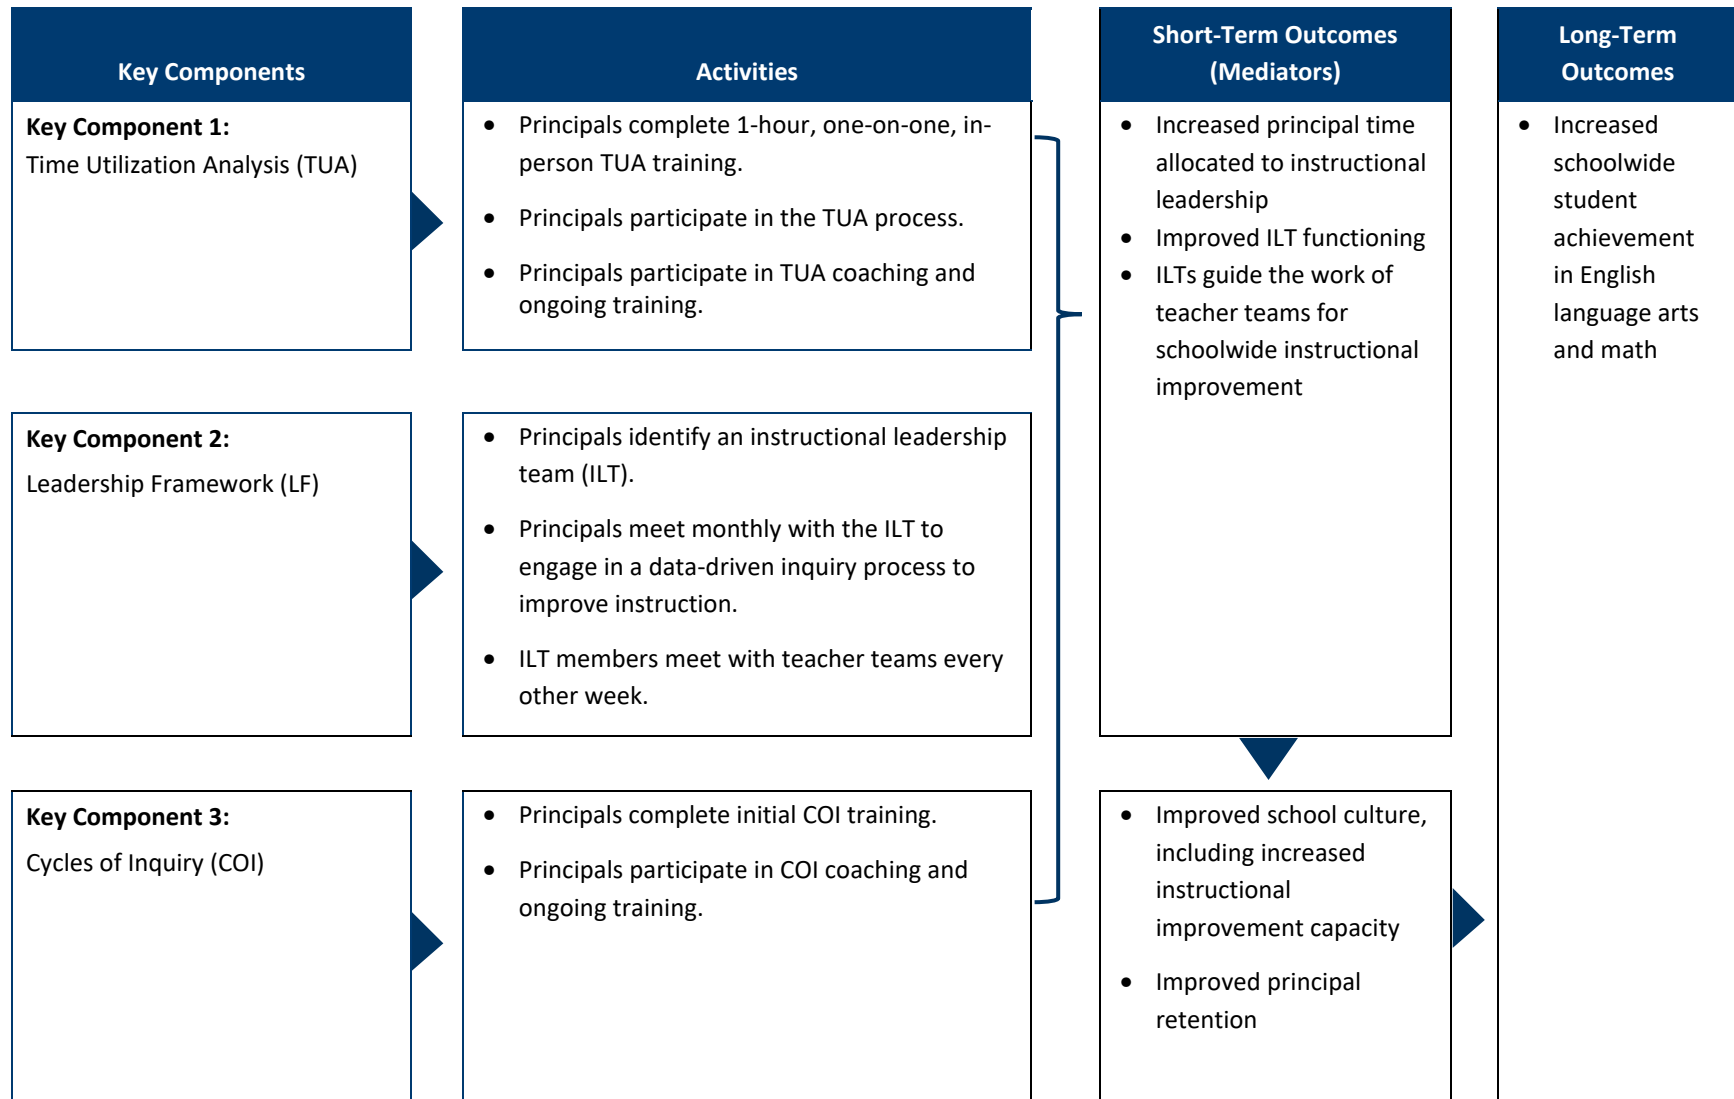 Key Components
Activities
Short-Term Outcomes
(Mediators)
Long-Term
Outcomes
Key Component 1:
Time Utilization Analysis (TUA)
• Principals complete 1-hour, one-on-one, in-
person TUA training.
• Principals participate in the TUA process.
• Principals participate in TUA coaching and
ongoing training.
• Increased principal time
allocated to instructional
leadership
• Improved ILT functioning
• ILTs guide the work of
teacher teams for
schoolwide instructional
improvement
• Increased
schoolwide
student
achievement
in English
language arts
and math
Key Component 2:
Leadership Framework (LF)
• Principals identify an instructional leadership
team (ILT).
• Principals meet monthly with the ILT to
engage in a data-driven inquiry process to
improve instruction.
• ILT members meet with teacher teams every
other week.
Key Component 3:
Cycles of Inquiry (COI)
• Principals complete initial COI training.
• Principals participate in COI coaching and
ongoing training.
• Improved school culture,
including increased
instructional
improvement capacity
• Improved principal
retention